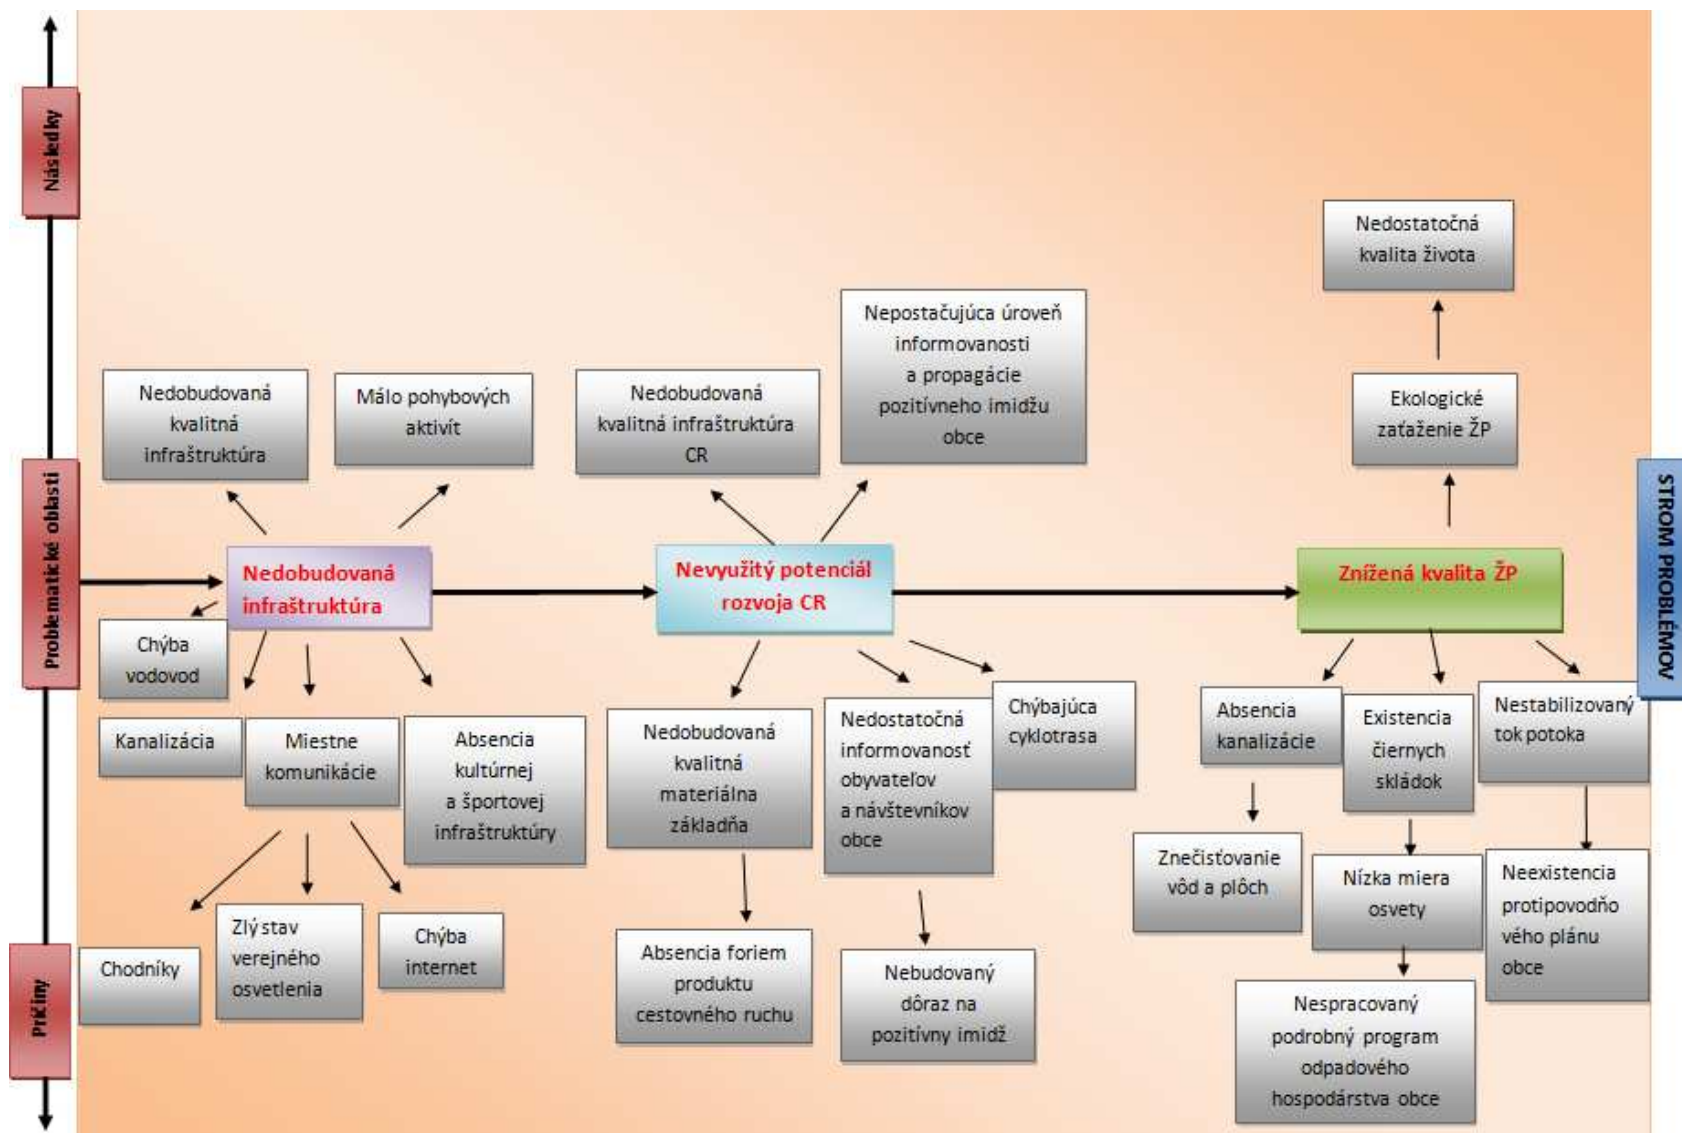 Následky
Problematické oblasti
Príčiny
STROM PROBLÉMOV
Nedostatočná
kvalita života
Ekologické
zaťaženie ŽP
Nedobudovaná
kvalitná
infraštruktúra
Málo pohybových
aktivít
Nedobudovaná
kvalitná infraštruktúra
CR
Nepostačujúca úroveň
informovanosti
a propagácie
pozitívneho imidžu
obce
Nedobudovaná
infraštruktúra
Nevyužitý potenciál
rozvoja CR
Znížená kvalita ŽP
Chýba
vodovod
Kanalizácia
Miestne
komunikácie
Absencia
kultúrnej
a športovej
infraštruktúry
Chodníky
Zlý stav
verejného
osvetlenia
Chýba
internet
Nedobudovaná
kvalitná
materiálna
základňa
Nedostatočná
informovanosť
obyvateľov
a návštevníkov
obce
Chýbajúca
cyklotrasa
Absencia foriem
produktu
cestovného ruchu
Nebudovaný
dôraz na
pozitívny imidž
Absencia
kanalizácie
Existencia
čiernych
skládok
Nestabilizovaný
tok potoka
Znečisťovanie
vôd a plôch
Nízka miera
osvety
Neexistencia
protipovodňo
vého plánu
obce
Nespracovaný
podrobný program
odpadového
hospodárstva obce